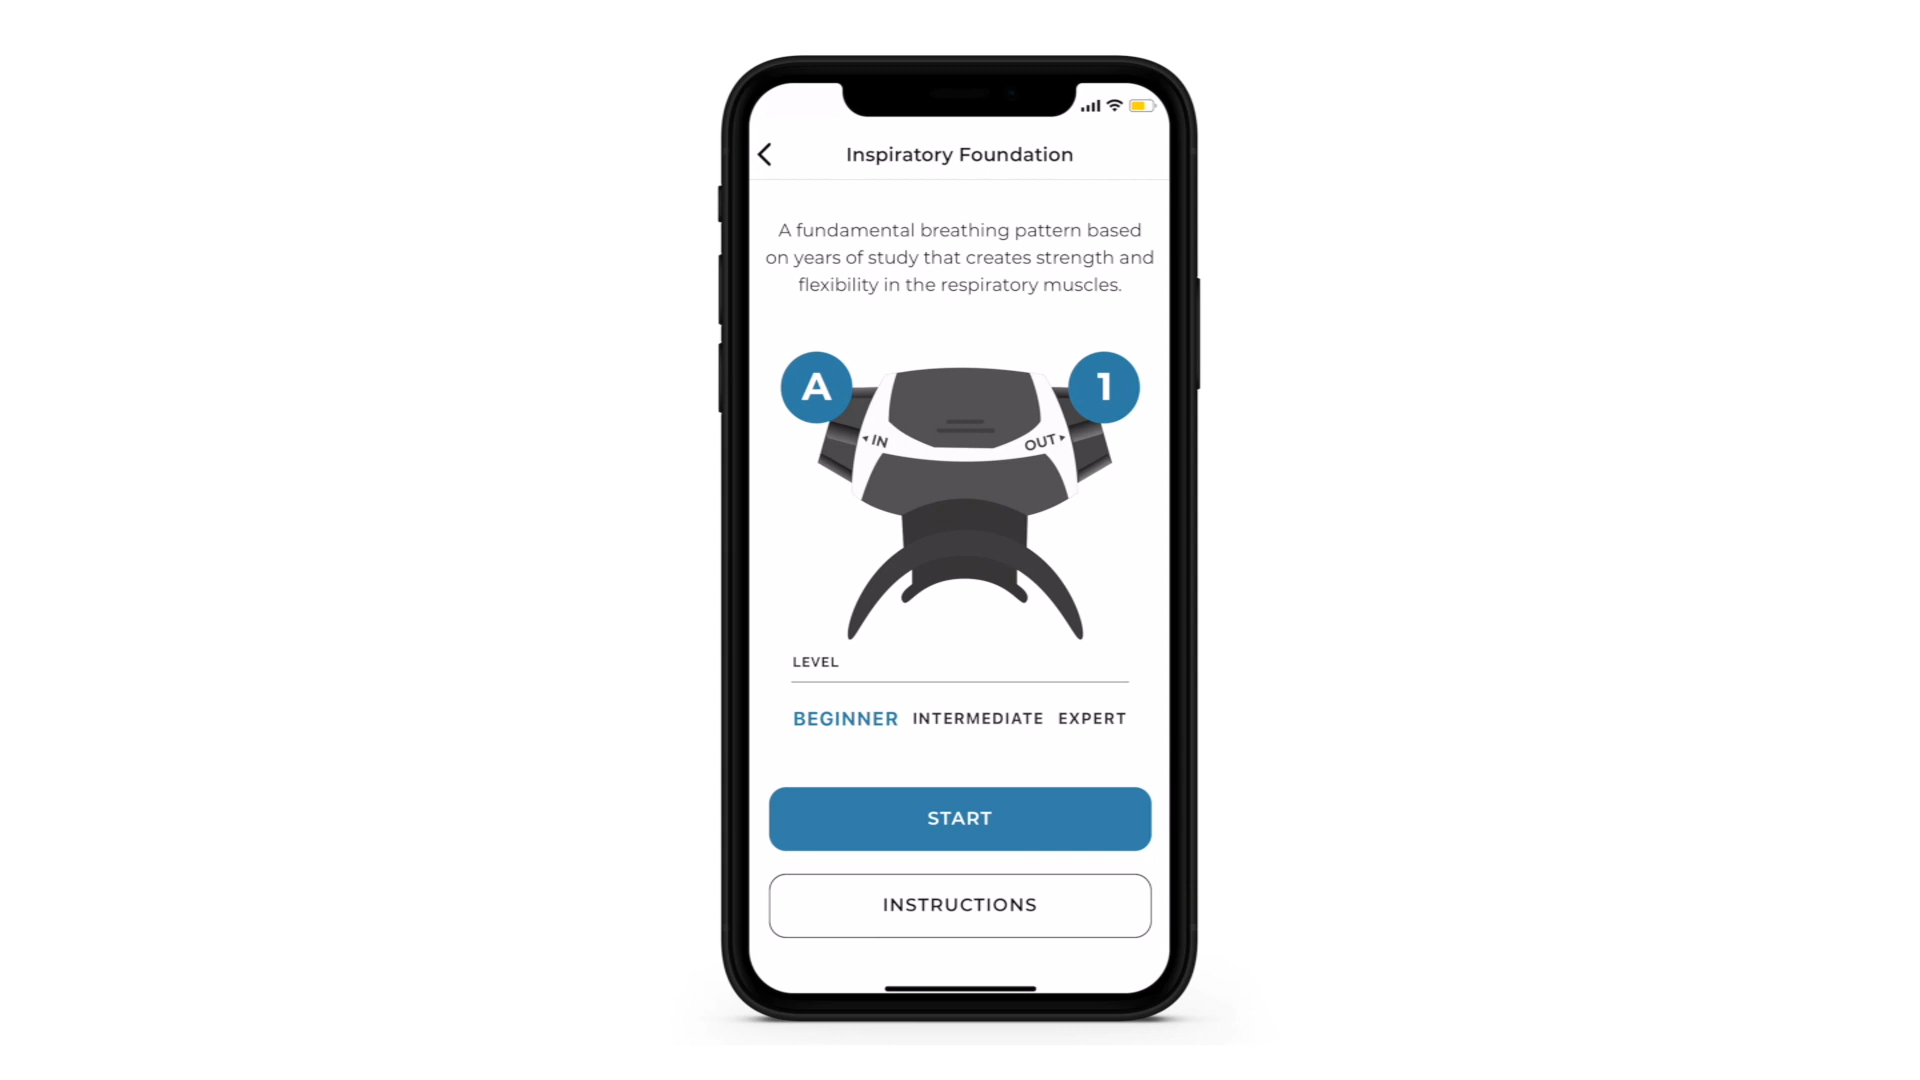 Inspiratory Foundation
A fundamental breathing pattern based
on years of study that creates strength and
flexibility in the respiratory muscles.
A
1
IN
OUT
LEVEL
BEGINNER INTERMEDIATE EXPERT
START
INSTRUCTIONS